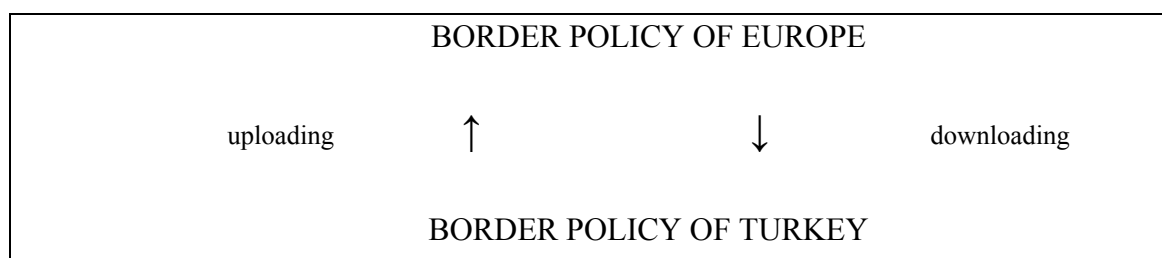 BORDER POLICY OF EUROPE
uploading ↑ ↓ downloading
BORDER POLICY OF TURKEY